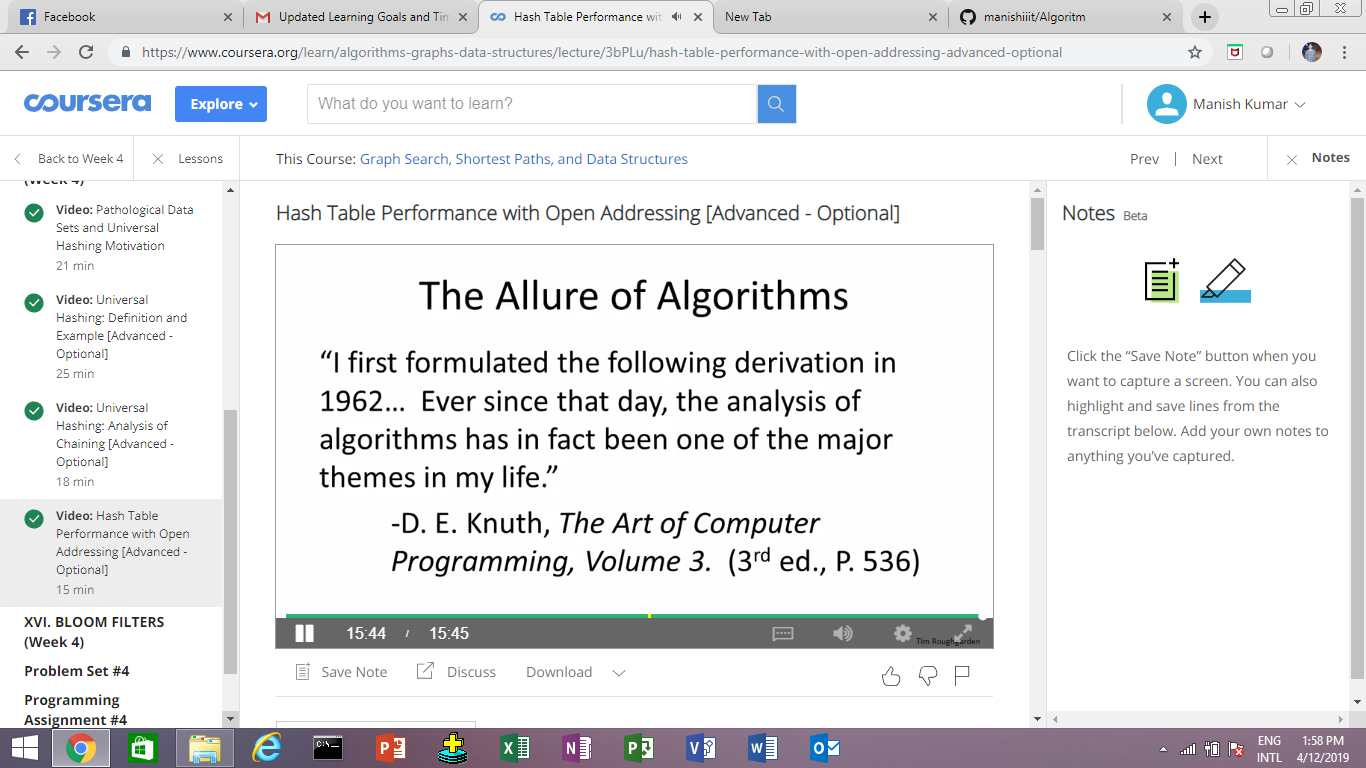 Facebook
Updated Learning Goals and Tim
Hash Table Performance wit
New Tab
manishiiit/Algoritm
https://www.coursera.org/learn/algorithms-graphs-data-structures/lecture/3bPLu/hash-table-performance-with-open-addressing-advanced-optional
coursera
Explore
What do you want to learn?
Manish Kumar
Back to Week 4
Lessons
This Course: Graph Search, Shortest Paths, and Data Structures
Prev | Next
Notes
(Week 4)
Video: Pathological Data
Sets and Universal
Hashing Motivation
21 min
Video: Universal
Hashing: Definition and
Example [Advanced -
Optional]
25 min
Video: Universal
Hashing: Analysis of
Chaining [Advanced -
Optional]
18 min
Video: Hash Table
Performance with Open
Addressing [Advanced -
Optional]
15 min
XVI. BLOOM FILTERS
(Week 4)
Problem Set #4
Programming
Assignment #4
Hash Table Performance with Open Addressing [Advanced - Optional]
The Allure of Algorithms
“I first formulated the following derivation in
1962… Ever since that day, the analysis of
algorithms has in fact been one of the major
themes in my life.”
-D. E. Knuth, The Art of Computer
Programming, Volume 3. (3rd ed., P. 536)
15:44 / 15:45
Tim Roughgarden
Save Note
Discuss
Download
Notes Beta
Click the “Save Note” button when you
want to capture a screen. You can also
highlight and save lines from the
transcript below. Add your own notes to
anything you’ve captured.
ENG
INTL
1:58 PM
4/12/2019